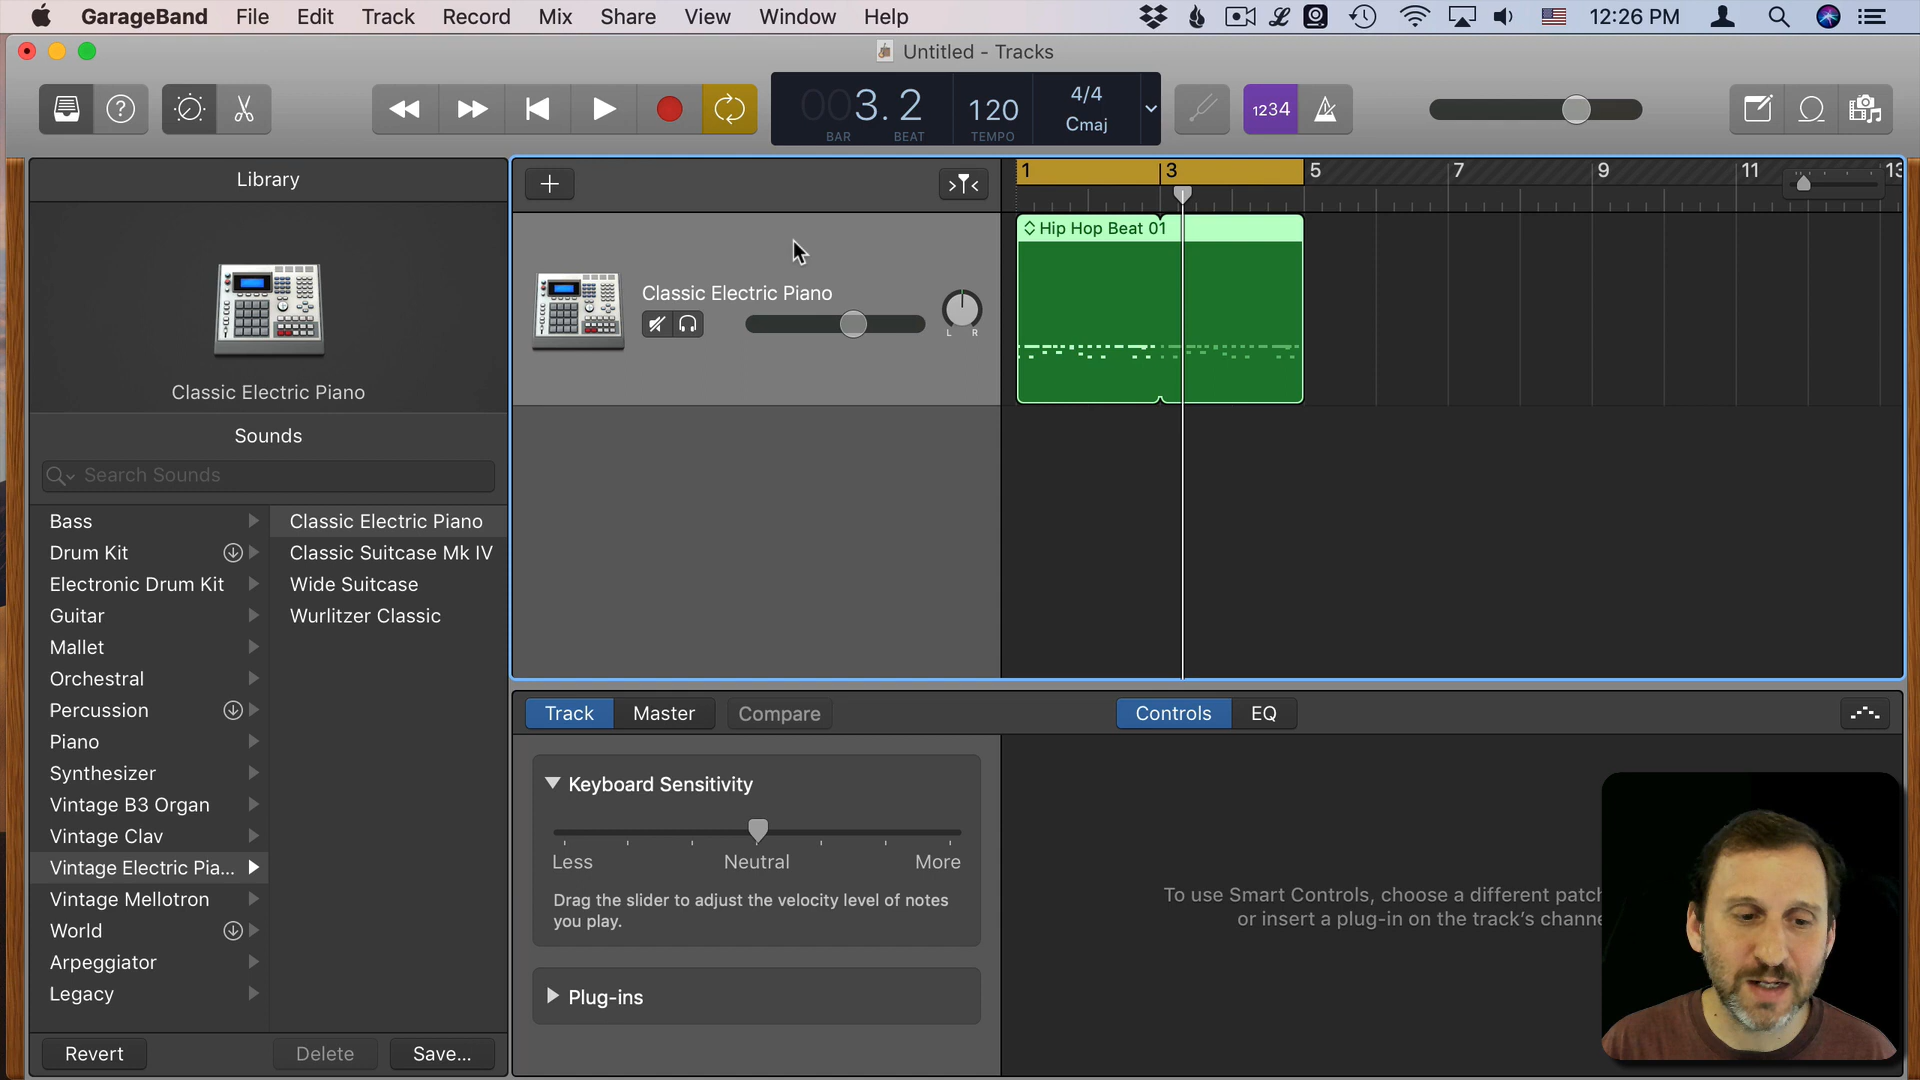 GarageBand File Edit Track Record Mix Share View Window Help 12:26 PM
Untitled - Tracks
003.2 120 4/4 Cmaj
BAR BEAT TEMPO
1234
Library
1 3 5 7 9 11 13
Hip Hop Beat 01
Classic Electric Piano
L R
Classic Electric Piano
Sounds
Search Sounds
Bass
Drum Kit
Electronic Drum Kit
Guitar
Mallet
Orchestral
Percussion
Piano
Synthesizer
Vintage B3 Organ
Vintage Clav
Vintage Electric Pia...
Vintage Mellotron
World
Arpeggiator
Legacy
Classic Electric Piano
Classic Suitcase Mk IV
Wide Suitcase
Wurlitzer Classic
Revert Delete Save...
Track Master Compare Controls EQ
Keyboard Sensitivity
Less Neutral More
Drag the slider to adjust the velocity level of notes
you play.
Plug-ins
To use Smart Controls, choose a different patc
or insert a plug-in on the track's channe